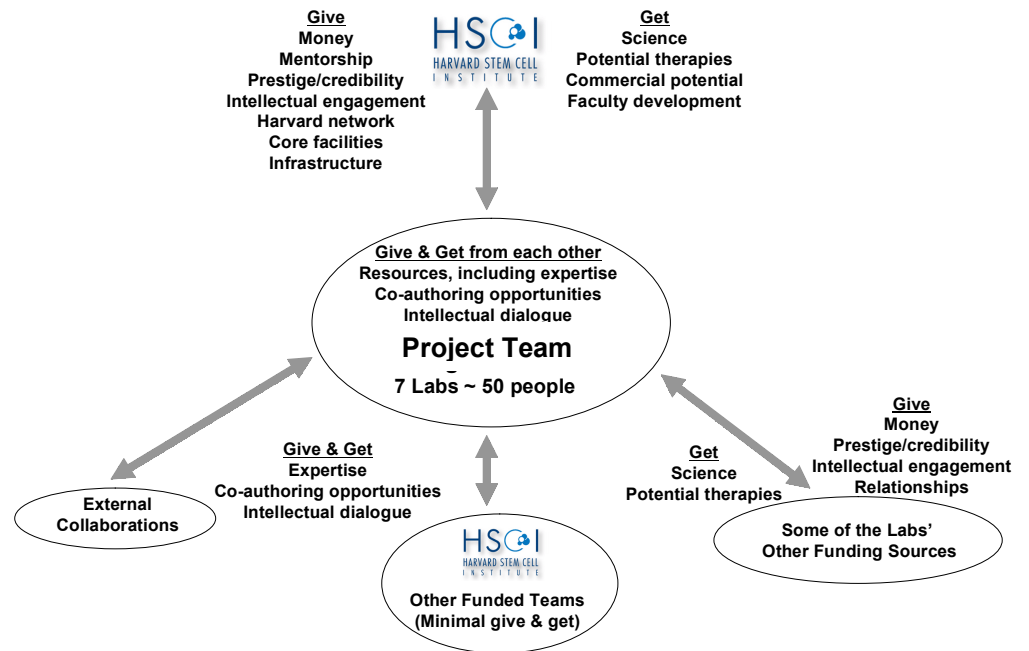 Give
Money
Mentorship
Prestige/credibility
Intellectual engagement
Harvard network
Core facilities
Infrastructure
HSCI
HARVARD STEM CELL
INSTITUTE
Get
Science
Potential therapies
Commercial potential
Faculty development
Give & Get from each other
Resources, including expertise
Co-authoring opportunities
Intellectual dialogue
Project Team
7 Labs ~ 50 people
External
Collaborations
Give & Get
Expertise
Co-authoring opportunities
Intellectual dialogue
HSCI
HARVARD STEM CELL
INSTITUTE
Other Funded Teams
(Minimal give & get)
Get
Science
Potential therapies
Give
Money
Prestige/credibility
Intellectual engagement
Relationships
Some of the Labs’
Other Funding Sources